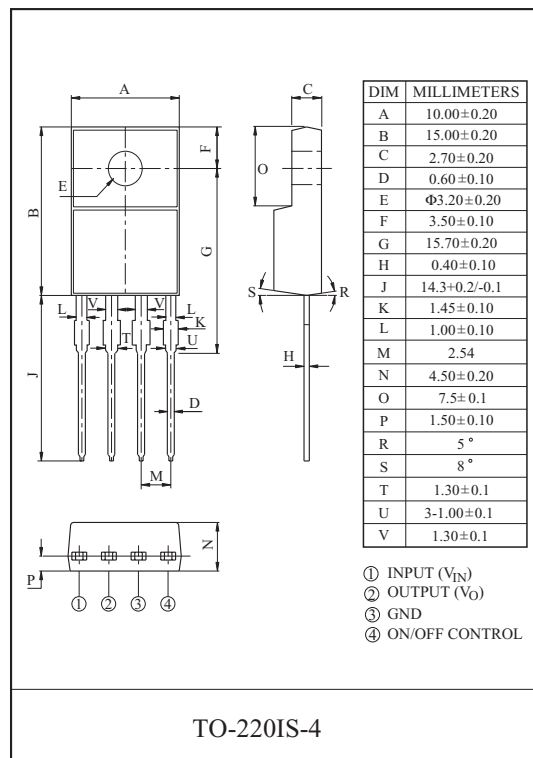 A
B
E
F
G
L
V
V
L
K
T
U
J
D
M
C
O
S
R
H
P
N
① ② ③ ④
DIM MILLIMETERS
A 10.00±0.20
B 15.00±0.20
C 2.70±0.20
D 0.60±0.10
E Φ3.20±0.20
F 3.50±0.10
G 15.70±0.20
H 0.40±0.10
J 14.3+0.2/-0.1
K 1.45±0.10
L 1.00±0.10
M 2.54
N 4.50±0.20
O 7.5±0.1
P 1.50±0.10
R 5°
S 8°
T 1.30±0.1
U 3-1.00±0.1
V 1.30±0.1
① INPUT (VIN)
② OUTPUT (VO)
③ GND
④ ON/OFF CONTROL
TO-220IS-4